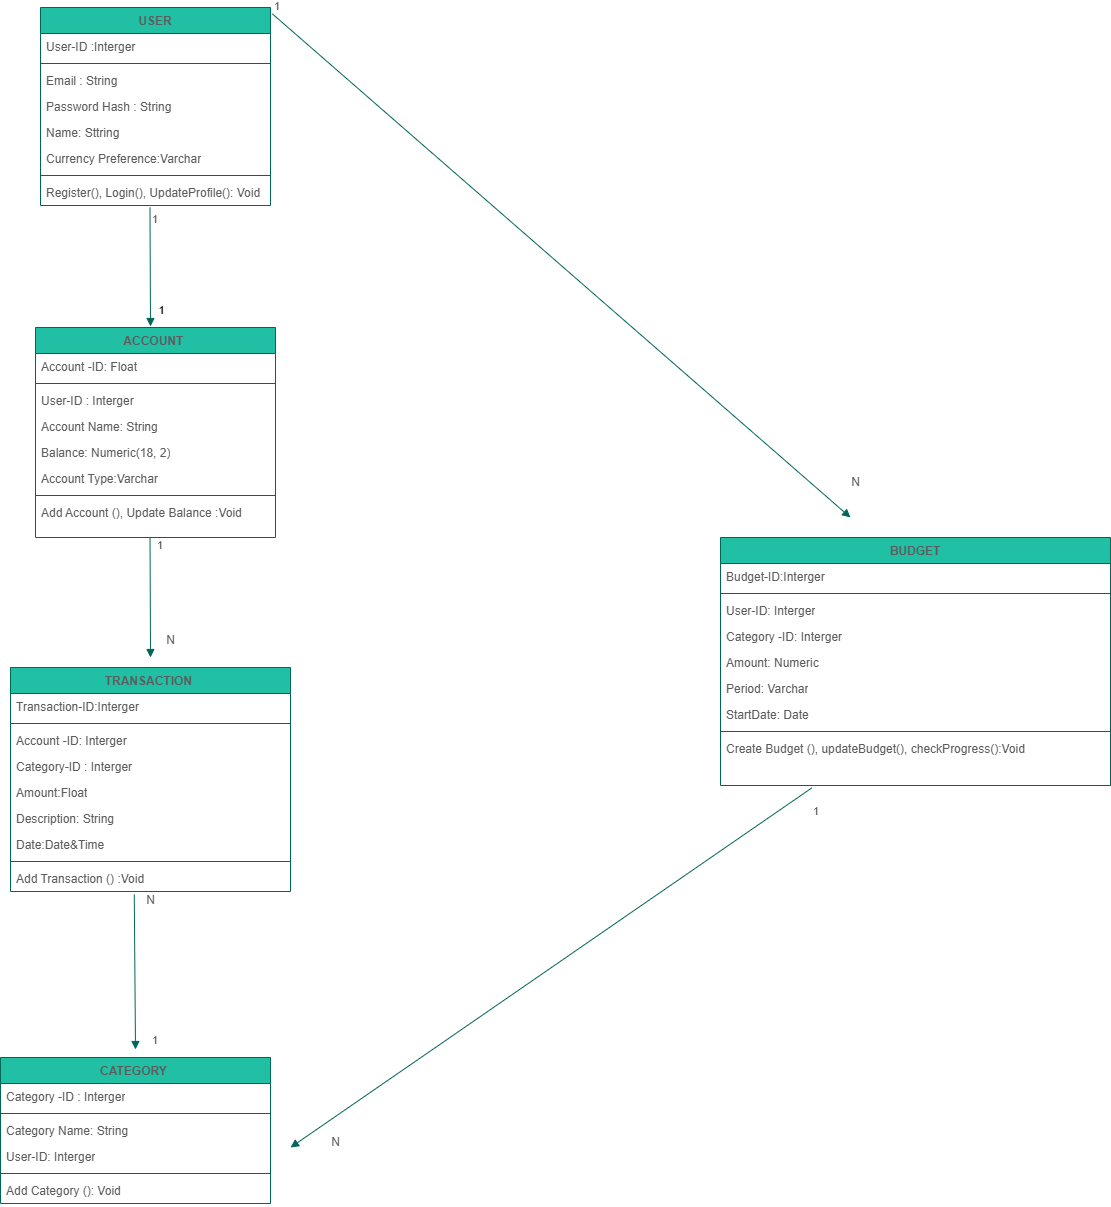 1
USER
User-ID :Interger
Email : String
Password Hash : String
Name: Sttring
Currency Preference:Varchar
Register(), Login(), UpdateProfile(): Void
1
1
ACCOUNT
Account -ID: Float
User-ID : Interger
Account Name: String
Balance: Numeric(18, 2)
Account Type:Varchar
Add Account (), Update Balance :Void
1
N
TRANSACTION
Transaction-ID:Interger
Account -ID: Interger
Category-ID : Interger
Amount:Float
Description: String
Date:Date&Time
Add Transaction () :Void
N
1
CATEGORY
Category -ID : Interger
Category Name: String
User-ID: Interger
Add Category (): Void
N
BUDGET
Budget-ID:Interger
User-ID: Interger
Category -ID: Interger
Amount: Numeric
Period: Varchar
StartDate: Date
Create Budget (), updateBudget(), checkProgress():Void
1
N